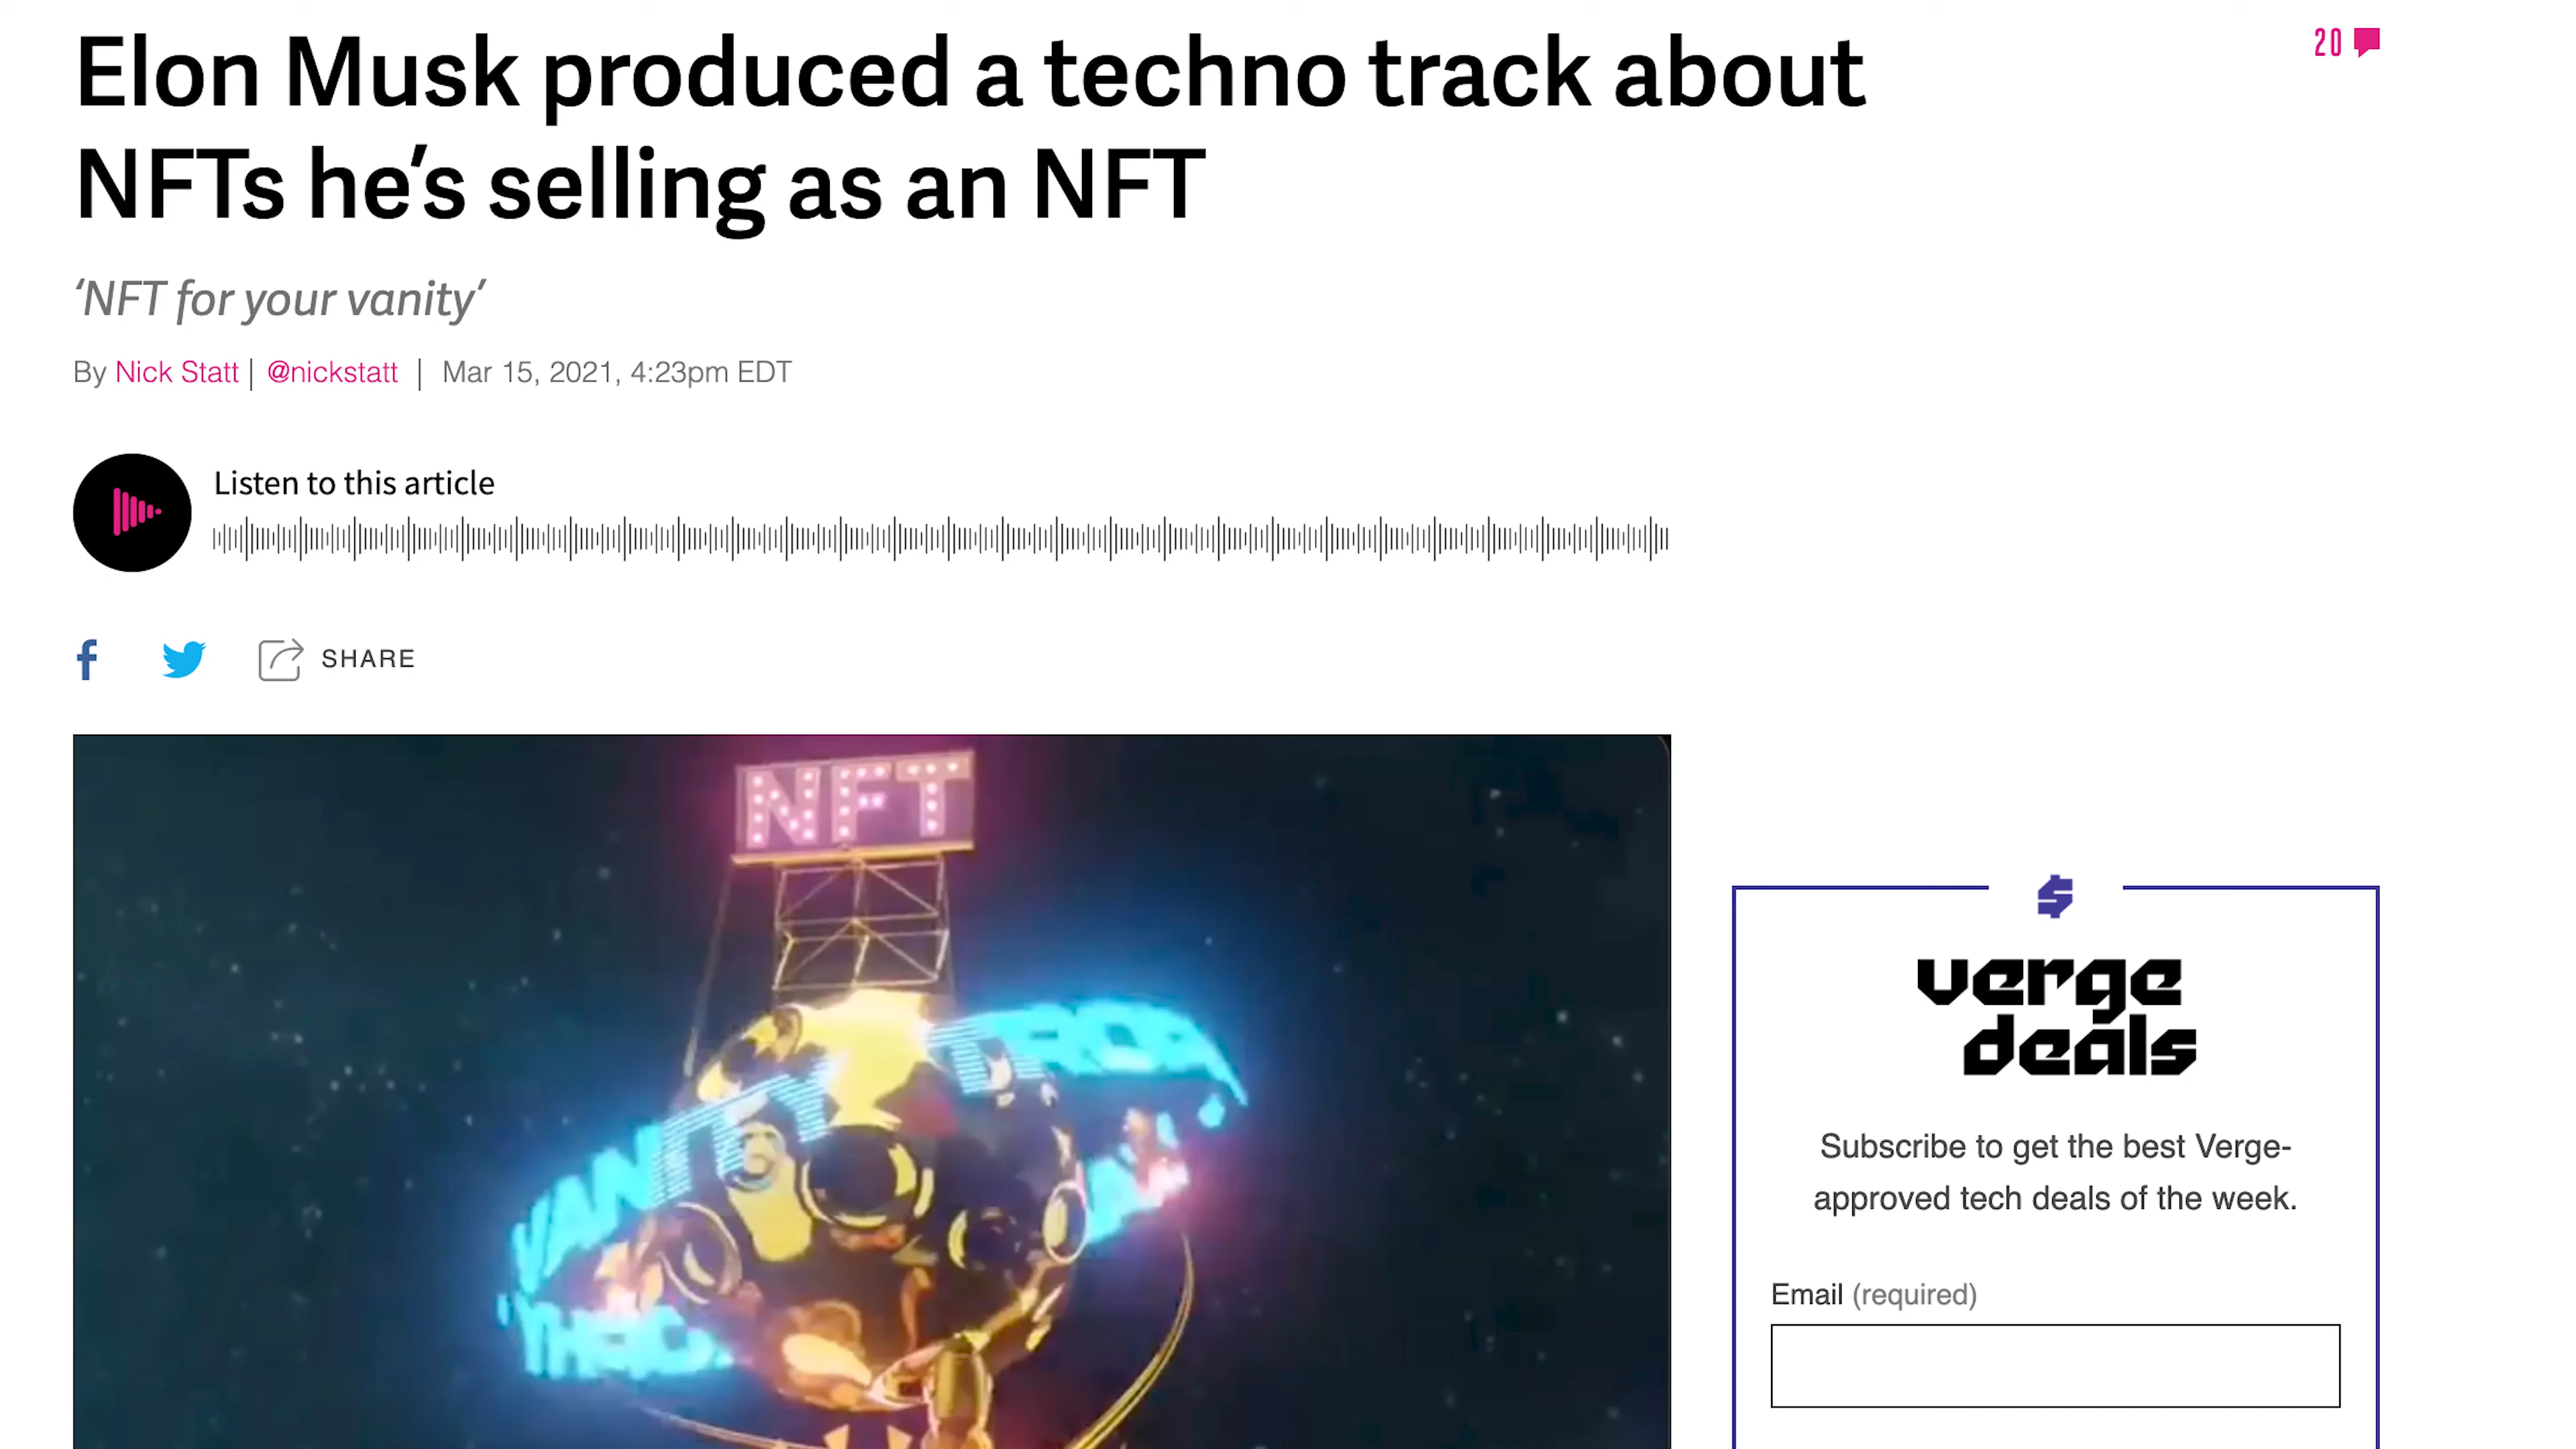 Elon Musk produced a techno track about
NFTs he’s selling as an NFT
20
‘NFT for your vanity’
By Nick Statt | @nickstatt | Mar 15, 2021, 4:23pm EDT
Listen to this article
SHARE
NFT
VANITY
verge
deals
Subscribe to get the best Verge-
approved tech deals of the week.
Email (required)